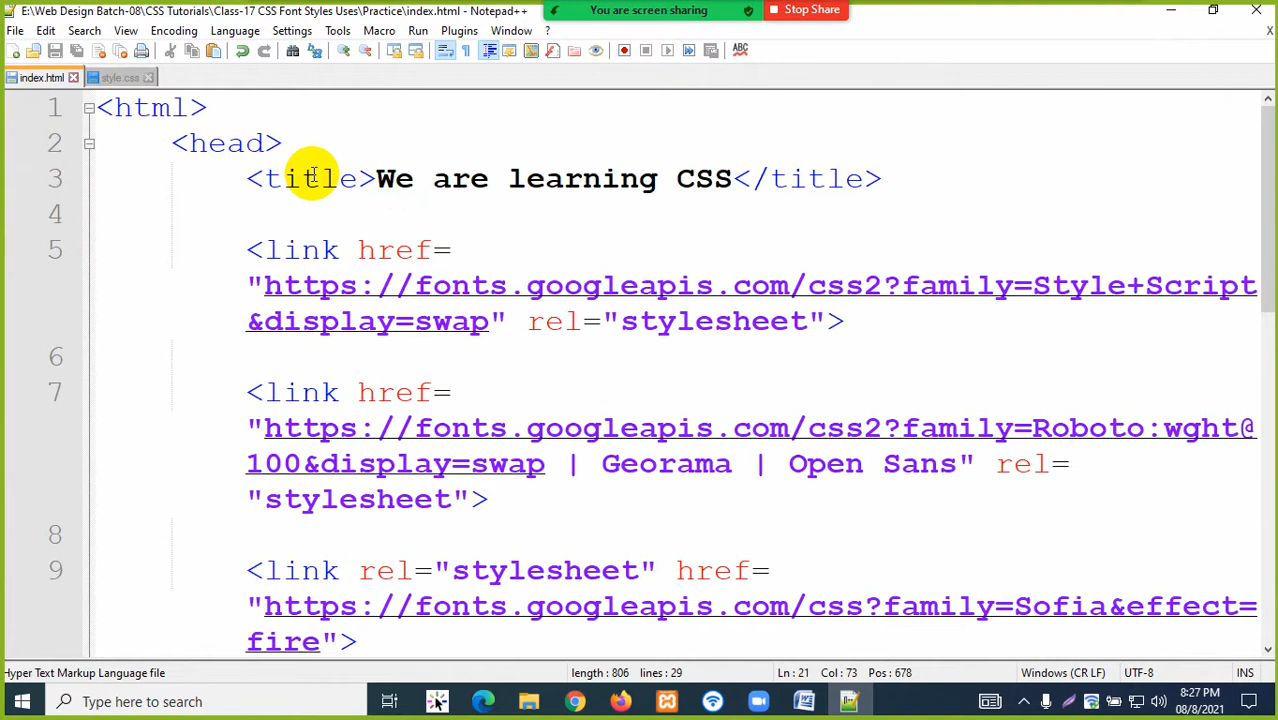 E:\Web Design Batch-08\CSS Tutorials\Class-17 CSS Font Styles Uses\Practice\index.html - Notepad++
You are screen sharing
Stop Share
File Edit Search View Encoding Language Settings Tools Macro Run Plugins Window ?
X
ABC
index.html style.css
1 <html>
2 <head>
3 <title>We are learning CSS</title>
4
5 <link href=
"https://fonts.googleapis.com/css2?family=Style+Script
&display=swap" rel="stylesheet">
6
7 <link href=
"https://fonts.googleapis.com/css2?family=Roboto:wght@
100&display=swap | Georama | Open Sans" rel=
"stylesheet">
8
9 <link rel="stylesheet" href=
"https://fonts.googleapis.com/css?family=Sofia&effect=
fire">
Hyper Text Markup Language file length : 806 lines : 29 Ln : 21 Col : 73 Pos : 678 Windows (CR LF) UTF-8 INS
Type here to search
8:27 PM
08/8/2021